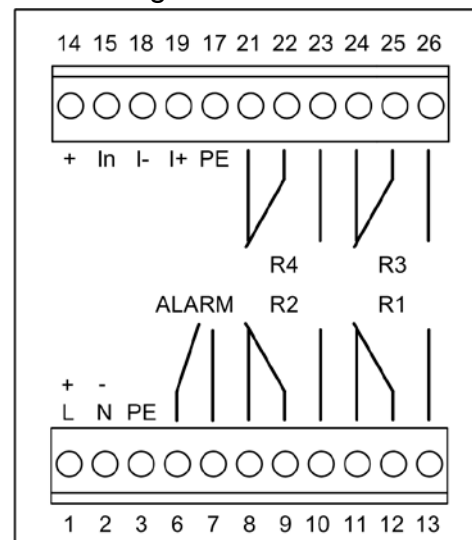 14 15 18 19 17 21 22 23 24 25 26
+ In I- I+ PE
R4 R3
ALARM R2 R1
+ -
L N PE
1 2 3 6 7 8 9 10 11 12 13